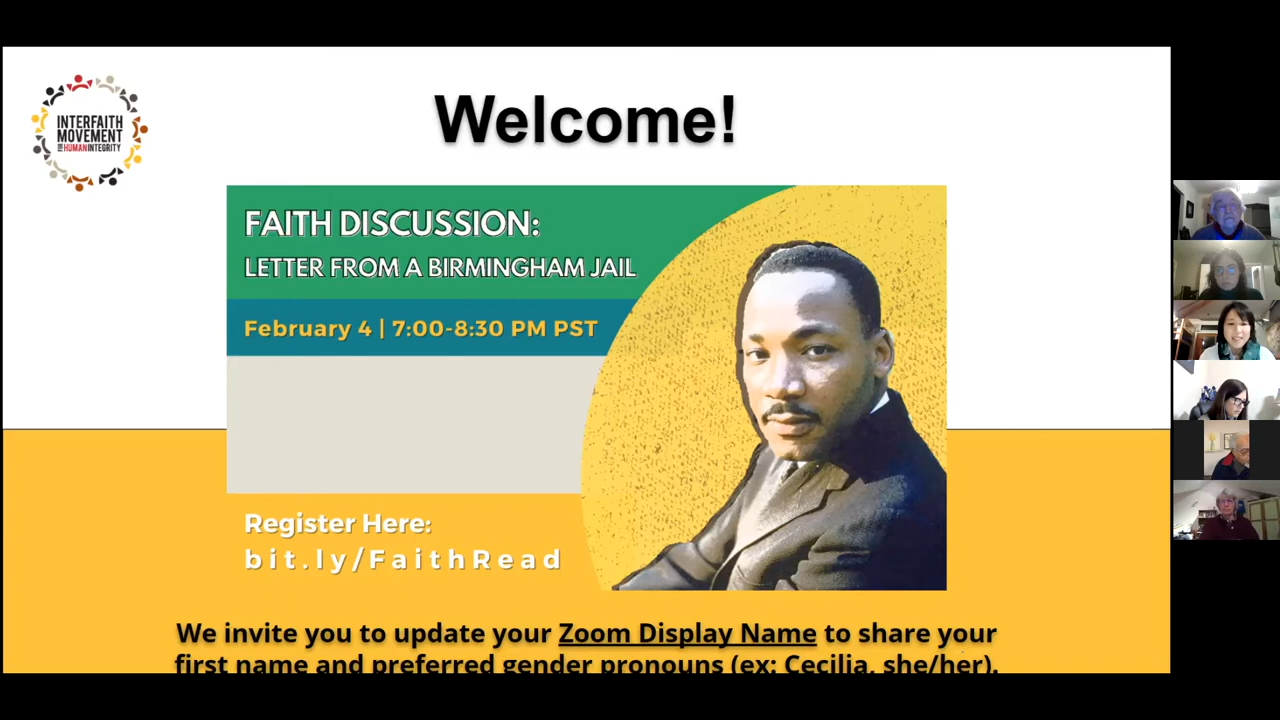 INTERFAITH
MOVEMENT
FOR HUMAN INTEGRITY
Welcome!
FAITH DISCUSSION:
LETTER FROM A BIRMINGHAM JAIL
February 4 | 7:00-8:30 PM PST
Register Here:
bit.ly/FaithRead
We invite you to update your Zoom Display Name to share your
first name and preferred gender pronouns (ex: Cecilia, she/her).